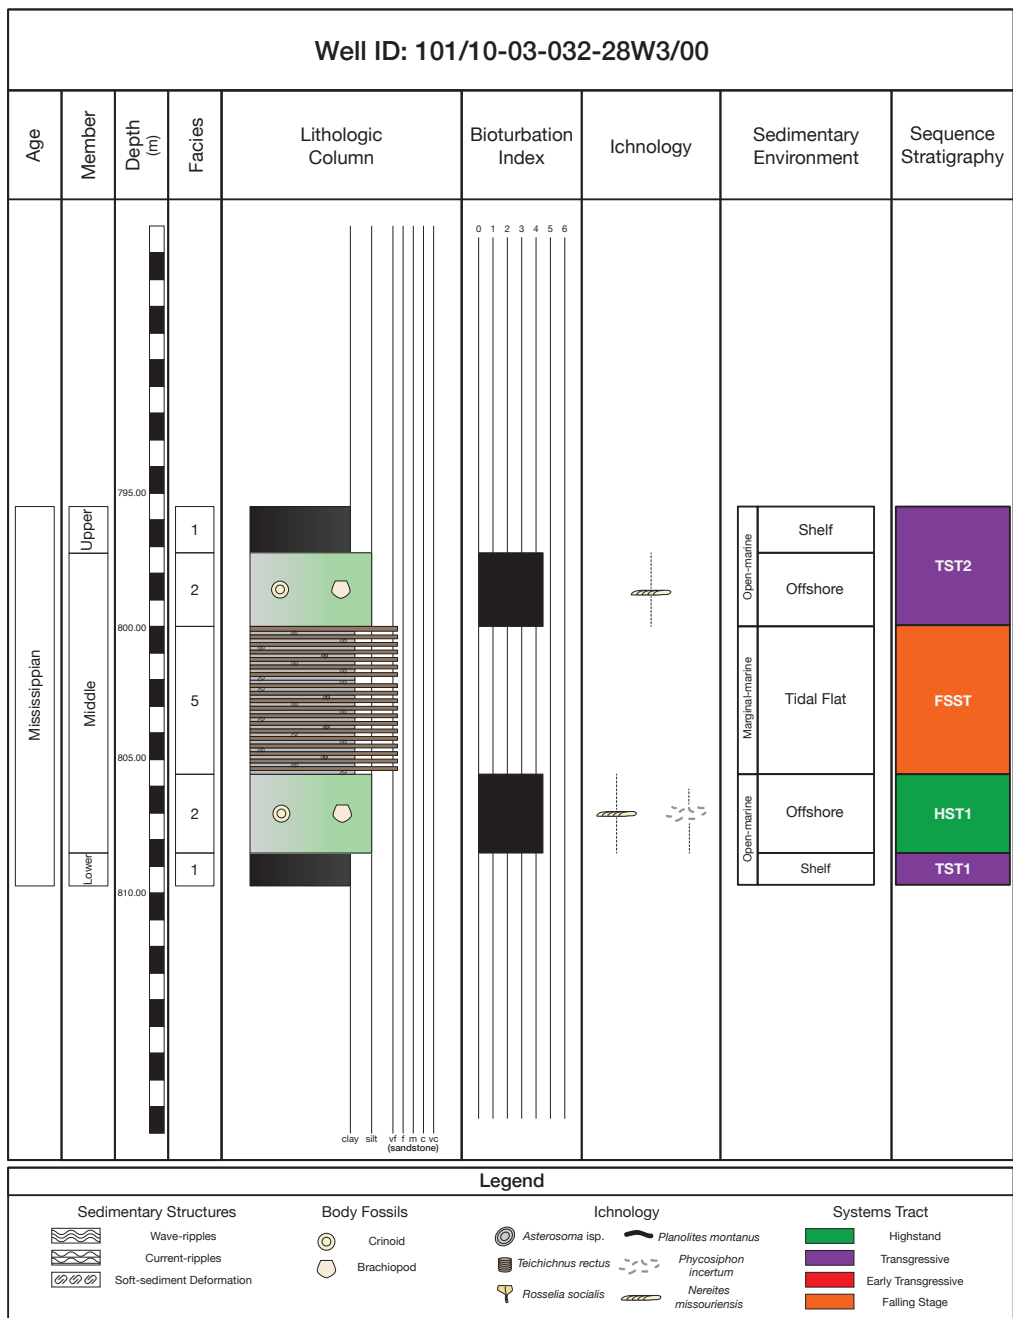 Well ID: 101/10-03-032-28W3/00
Age
Member
Depth
(m)
Facies
Lithologic
Column
Bioturbation
Index
Ichnology
Sedimentary
Environment
Sequence
Stratigraphy
0 1 2 3 4 5 6
795.00
800.00
805.00
810.00
Mississippian
Upper
Middle
Lower
1
2
5
2
1
Open-marine
Marginal-marine
Open-marine
Shelf
Offshore
Tidal Flat
Offshore
Shelf
TST2
FSST
HST1
TST1
clay silt vf f m c vc
(sandstone)
Legend
Sedimentary Structures
Wave-ripples
Current-ripples
Soft-sediment Deformation
Body Fossils
Crinoid
Brachiopod
Ichnology
Asterosoma isp.
Teichichnus rectus
Rosselia socialis
Planolites montanus
Phycosiphon
incertum
Nereites
missouriensis
Systems Tract
Highstand
Transgressive
Early Transgressive
Falling Stage